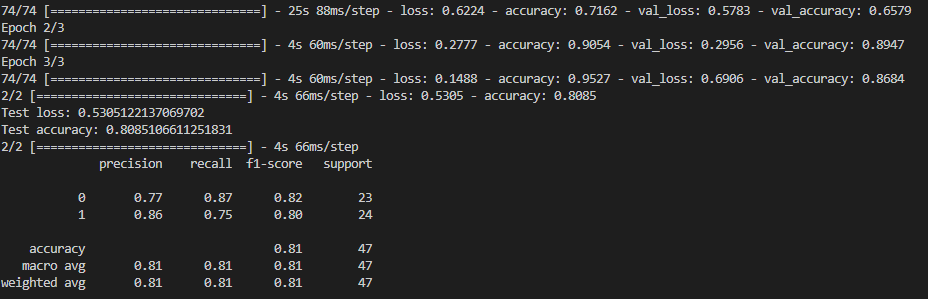 74/74 [==============================] - 25s 88ms/step - loss: 0.6224 - accuracy: 0.7162 - val_loss: 0.5783 - val_accuracy: 0.6579
Epoch 2/3
74/74 [==============================] - 4s 60ms/step - loss: 0.2777 - accuracy: 0.9054 - val_loss: 0.2956 - val_accuracy: 0.8947
Epoch 3/3
74/74 [==============================] - 4s 60ms/step - loss: 0.1488 - accuracy: 0.9527 - val_loss: 0.6906 - val_accuracy: 0.8684
2/2 [==============================] - 4s 66ms/step - loss: 0.5305 - accuracy: 0.8085
Test loss: 0.5305122137069702
Test accuracy: 0.8085106611251831
2/2 [==============================] - 4s 66ms/step
precision recall f1-score support
0 0.77 0.87 0.82 23
1 0.86 0.75 0.80 24
accuracy 0.81 47
macro avg 0.81 0.81 0.81 47
weighted avg 0.81 0.81 0.81 47